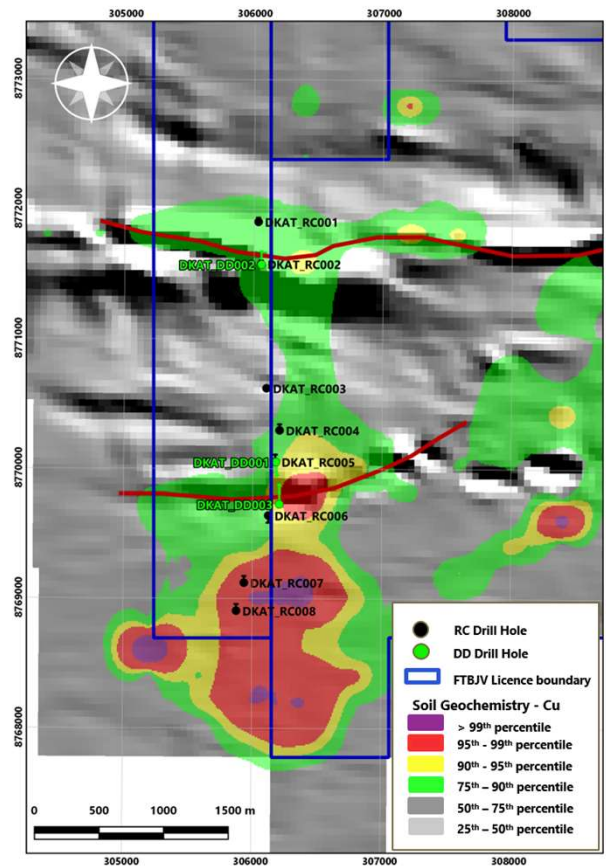 305000 306000 307000 308000
8773000
8772000
8771000
8770000
8769000
8768000
DKAT_RC001
DKAT_DD002 DKAT_RC002
DKAT_RC003
DKAT_RC004
DKAT_DD001 DKAT_RC005
DKAT_DD003
DKAT_RC006
DKAT_RC007
DKAT_RC008
RC Drill Hole
DD Drill Hole
FTBJV Licence boundary
Soil Geochemistry - Cu
> 99th percentile
95th - 99th percentile
90th - 95th percentile
75th – 90th percentile
50th – 75th percentile
25th – 50th percentile
0 500 1000 1500 m
305000 306000 307000 308000